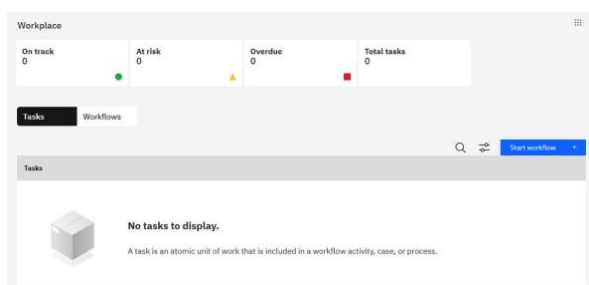 Workplace
On track
0
At risk
0
Overdue
0
Total tasks
0
Tasks Workflows
Start workflow +
Tasks
No tasks to display.
A task is an atomic unit of work that is included in a workflow activity, case, or process.